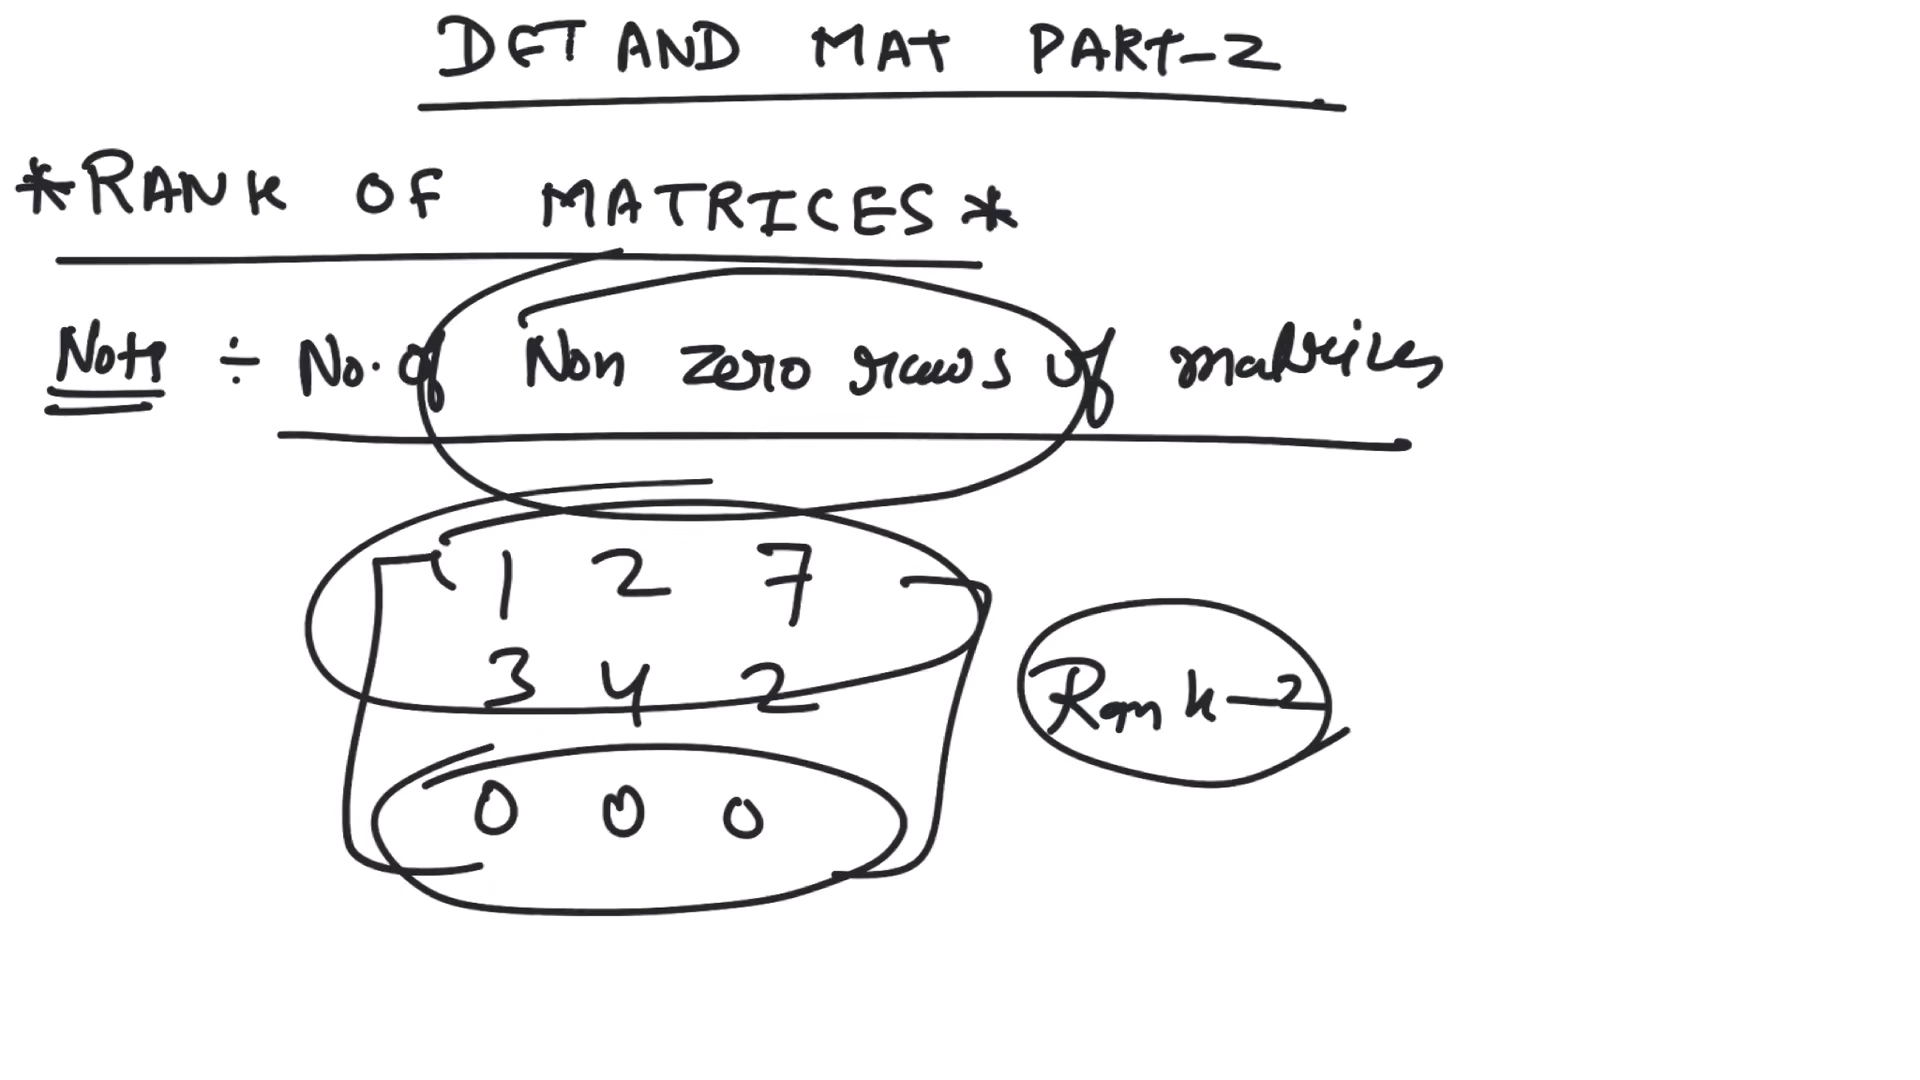 DET AND MAT PART-2
*RANK OF MATRICES*
Note ÷ No. of Non zero rows of matrices
1 2 7
3 4 2
Rank-2
0 0 0